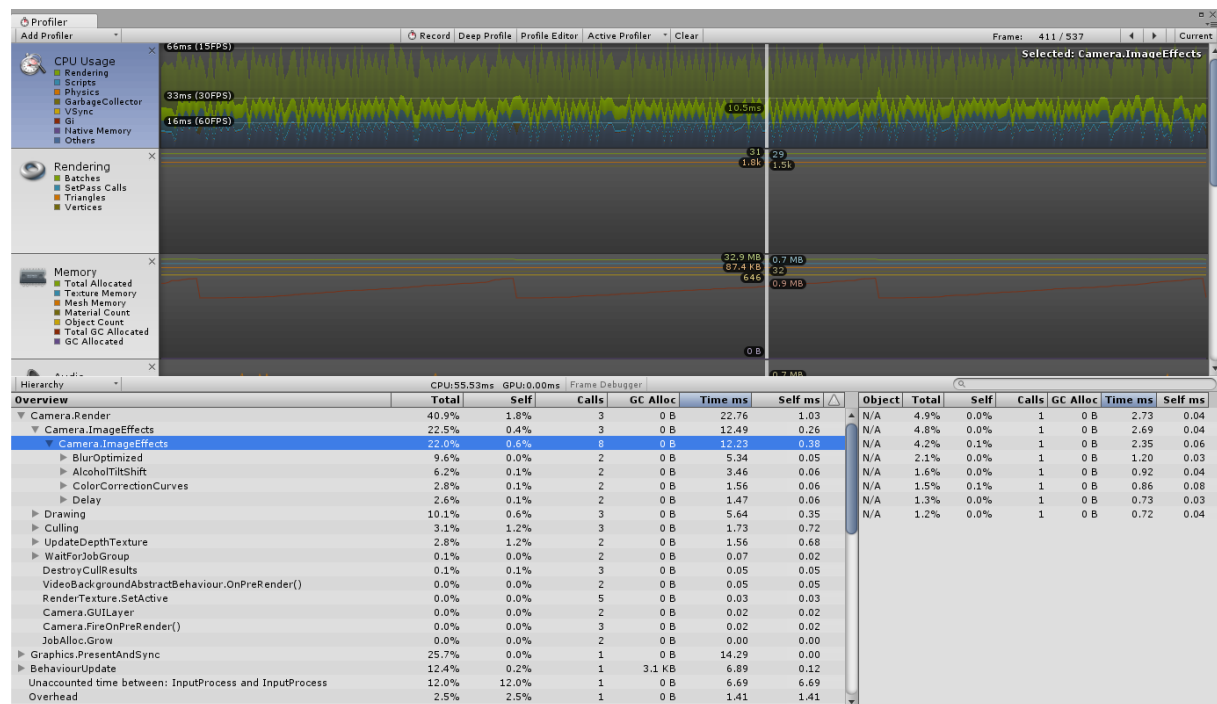 Profiler
Add Profiler Record Deep Profile Profile Editor Active Profiler Clear Frame: 411 / 537 Current
CPU Usage
Rendering
Scripts
Physics
GarbageCollector
VSync
Gi
Native Memory
Others
66ms (15FPS)
33ms (30FPS)
16ms (60FPS)
10.5ms
Selected: Camera.ImageEffects
Rendering
Batches
SetPass Calls
Triangles
Vertices
31 29
1.8k 1.5k
Memory
Total Allocated
Texture Memory
Mesh Memory
Material Count
Object Count
Total GC Allocated
GC Allocated
32.9 MB 0.7 MB
87.4 KB 32
646 0.9 MB
0 B
0.7 MB
Hierarchy CPU:55.53ms GPU:0.00ms Frame Debugger
Overview Total Self Calls GC Alloc Time ms Self ms Object Total Self Calls GC Alloc Time ms Self ms
Camera.Render 40.9% 1.8% 3 0 B 22.76 1.03 N/A 4.9% 0.0% 1 0 B 2.73 0.04
Camera.ImageEffects 22.5% 0.4% 3 0 B 12.49 0.26 N/A 4.8% 0.0% 1 0 B 2.69 0.04
Camera.ImageEffects 22.0% 0.6% 8 0 B 12.23 0.38 N/A 4.2% 0.1% 1 0 B 2.35 0.06
BlurOptimized 9.6% 0.0% 2 0 B 5.34 0.05 N/A 2.1% 0.0% 1 0 B 1.20 0.03
AlcoholTiltShift 6.2% 0.1% 2 0 B 3.46 0.06 N/A 1.6% 0.0% 1 0 B 0.92 0.04
ColorCorrectionCurves 2.8% 0.1% 2 0 B 1.56 0.06 N/A 1.5% 0.1% 1 0 B 0.86 0.08
Delay 2.6% 0.1% 2 0 B 1.47 0.06 N/A 1.3% 0.0% 1 0 B 0.73 0.03
Drawing 10.1% 0.6% 3 0 B 5.64 0.35 N/A 1.2% 0.0% 1 0 B 0.72 0.04
Culling 3.1% 1.2% 3 0 B 1.73 0.72
UpdateDepthTexture 2.8% 1.2% 2 0 B 1.56 0.68
WaitForJobGroup 0.1% 0.0% 2 0 B 0.07 0.02
DestroyCullResults 0.1% 0.1% 3 0 B 0.05 0.05
VideoBackgroundAbstractBehaviour.OnPreRender() 0.0% 0.0% 2 0 B 0.05 0.05
RenderTexture.SetActive 0.0% 0.0% 5 0 B 0.03 0.03
Camera.GUILayer 0.0% 0.0% 2 0 B 0.02 0.02
Camera.FireOnPreRender() 0.0% 0.0% 3 0 B 0.02 0.02
JobAlloc.Grow 0.0% 0.0% 2 0 B 0.00 0.00
Graphics.PresentAndSync 25.7% 0.0% 1 0 B 14.29 0.00
BehaviourUpdate 12.4% 0.2% 1 3.1 KB 6.89 0.12
Unaccounted time between: InputProcess and InputProcess 12.0% 12.0% 1 0 B 6.69 6.69
Overhead 2.5% 2.5% 1 0 B 1.41 1.41